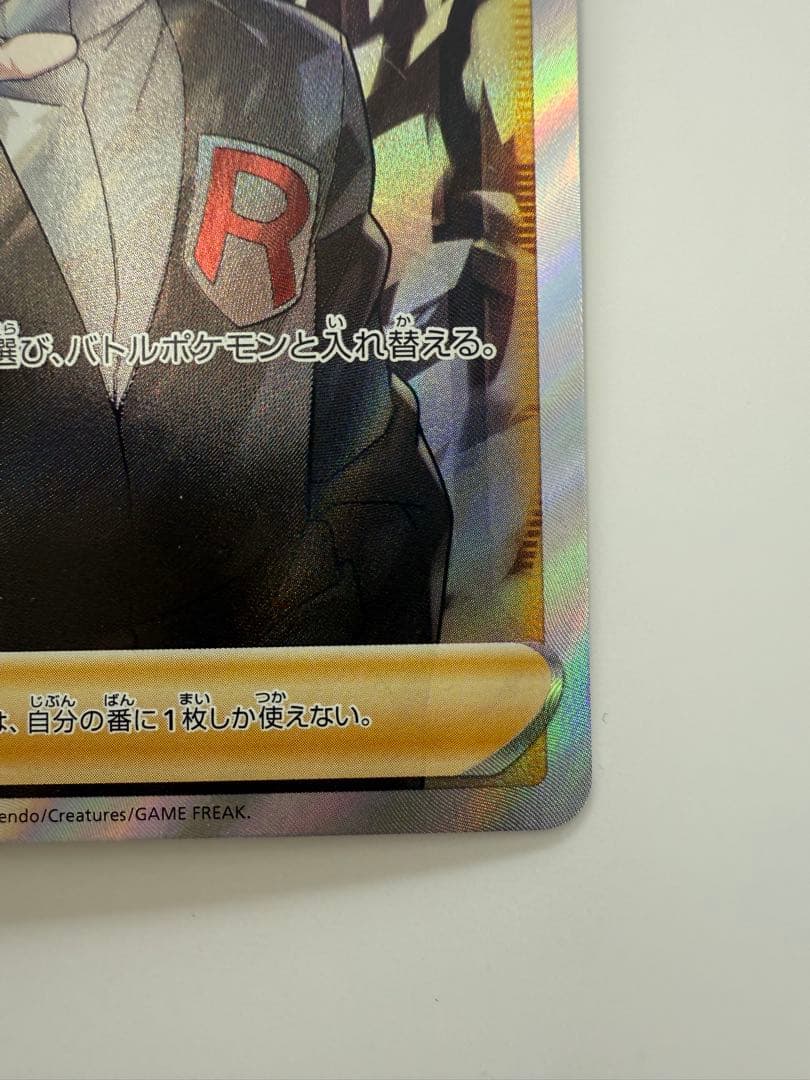 R
選び、バトルポケモンと入れ替える。
は、自分の番に1枚しか使えない。
endo/Creatures/GAME FREAK.